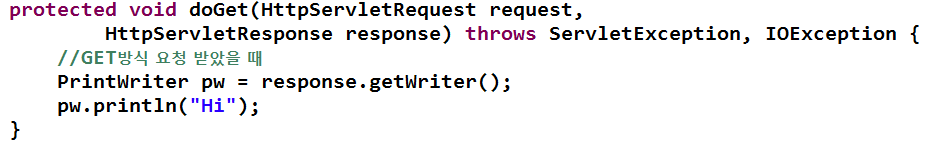 protected void doGet(HttpServletRequest request,
HttpServletResponse response) throws ServletException, IOException {
//GET방식 요청 받았을 때
PrintWriter pw = response.getWriter();
pw.println("Hi");
}